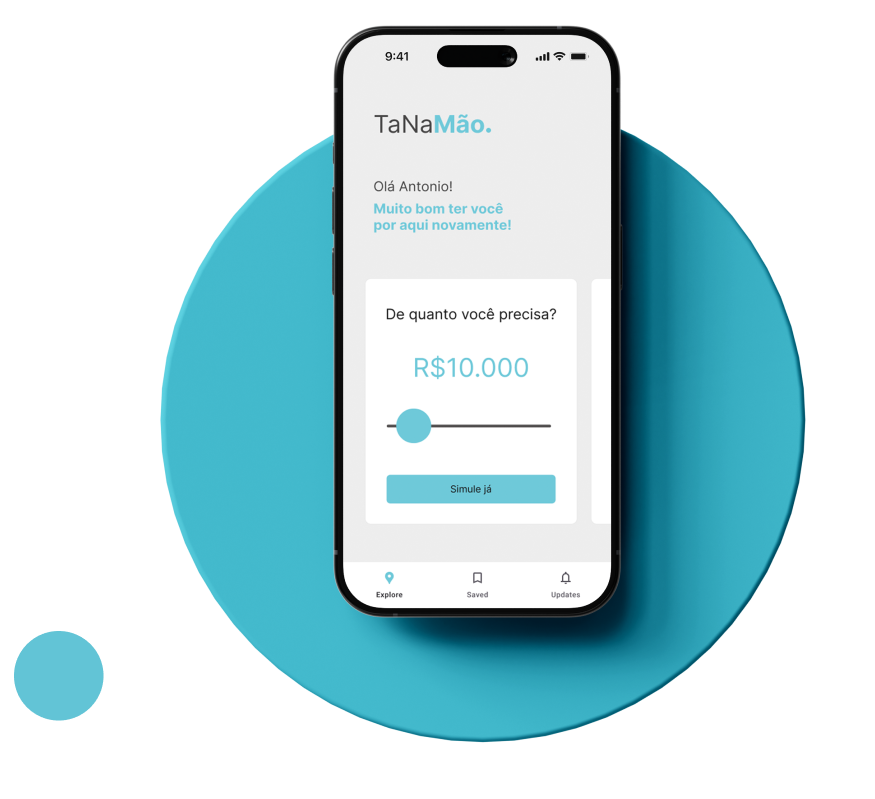 9:41
TaNaMão.
Olá Antonio!
Muito bom ter você
por aqui novamente!
De quanto você precisa?
R$10.000
Simule já
Explore
Saved
Updates